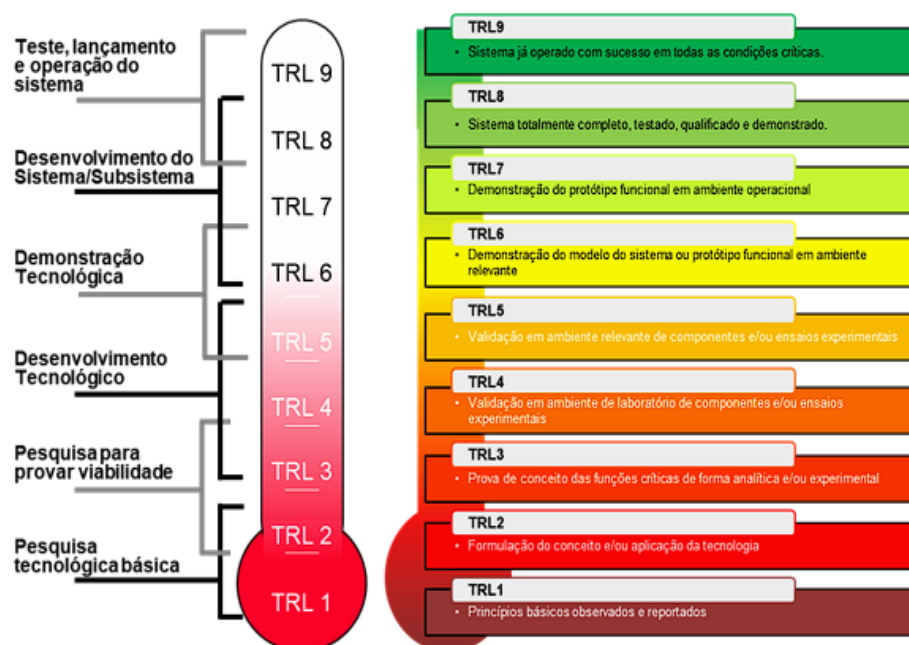 Teste, lançamento
e operação do
sistema
Desenvolvimento do
Sistema/Subsistema
Demonstração
Tecnológica
Desenvolvimento
Tecnológico
Pesquisa para
provar viabilidade
Pesquisa
tecnológica básica
TRL 9
TRL 8
TRL 7
TRL 6
TRL 5
TRL 4
TRL 3
TRL 2
TRL 1
TRL9
• Sistema já operado com sucesso em todas as condições críticas.
TRL8
• Sistema totalmente completo, testado, qualificado e demonstrado.
TRL7
• Demonstração do protótipo funcional em ambiente operacional
TRL6
• Demonstração do modelo do sistema ou protótipo funcional em ambiente
relevante
TRL5
• Validação em ambiente relevante de componentes e/ou ensaios experimentais
TRL4
• Validação em ambiente de laboratório de componentes e/ou ensaios
experimentais
TRL3
• Prova de conceito das funções críticas de forma analítica e/ou experimental
TRL2
• Formulação do conceito e/ou aplicação da tecnologia
TRL1
• Princípios básicos observados e reportados